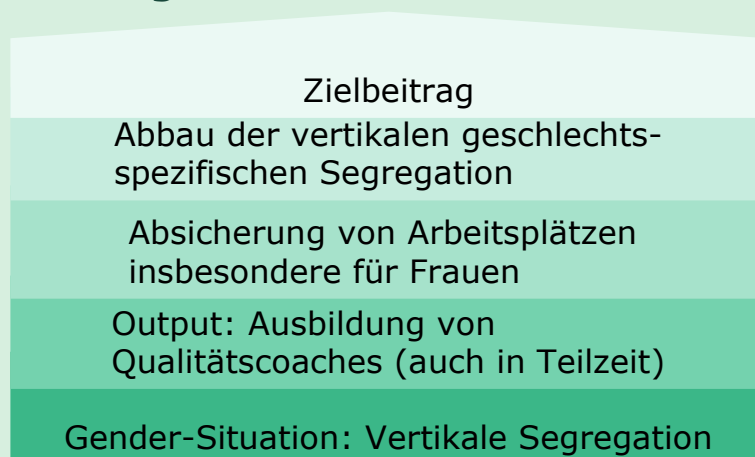 Zielbeitrag
Abbau der vertikalen geschlechts-
spezifischen Segregation
Absicherung von Arbeitsplätzen
insbesondere für Frauen
Output: Ausbildung von
Qualitätscoaches (auch in Teilzeit)
Gender-Situation: Vertikale Segregation